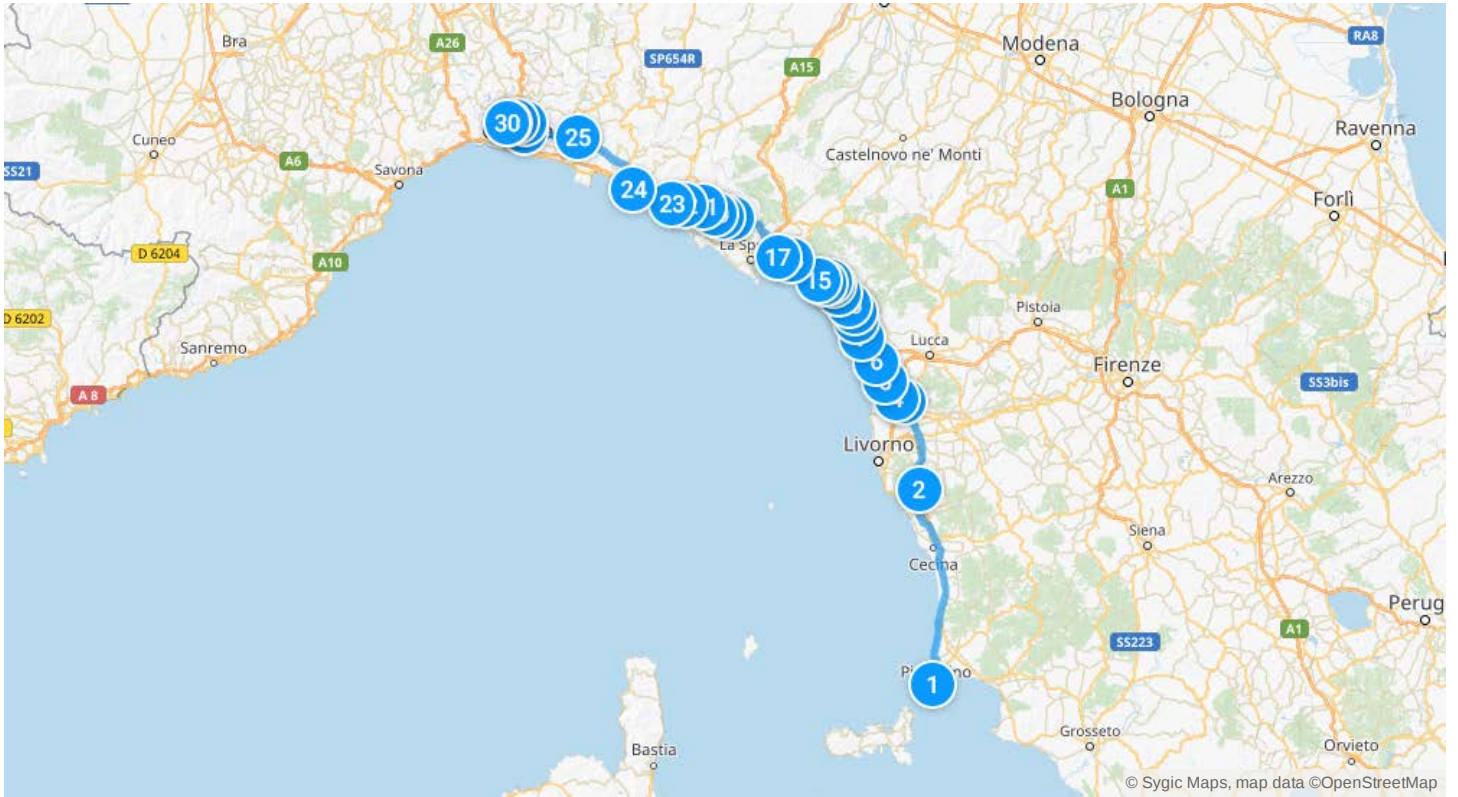 Bra
A26
SP654R
A15
Modena
RA8
30
25
Bologna
Ravenna
Cuneo
A6
Savona
Castelnovo ne' Monti
SS21
24
23
1
A1
Forlì
D 6204
A10
La Sp
17
15
D 6202
Sanremo
Pistoia
Lucca
6
Firenze
SS3bis
A 8
Livorno
2
Arezzo
Siena
Cecina
Perug
A1
SS223
1
Grosseto
Bastia
Orvieto
© Sygic Maps, map data ©OpenStreetMap